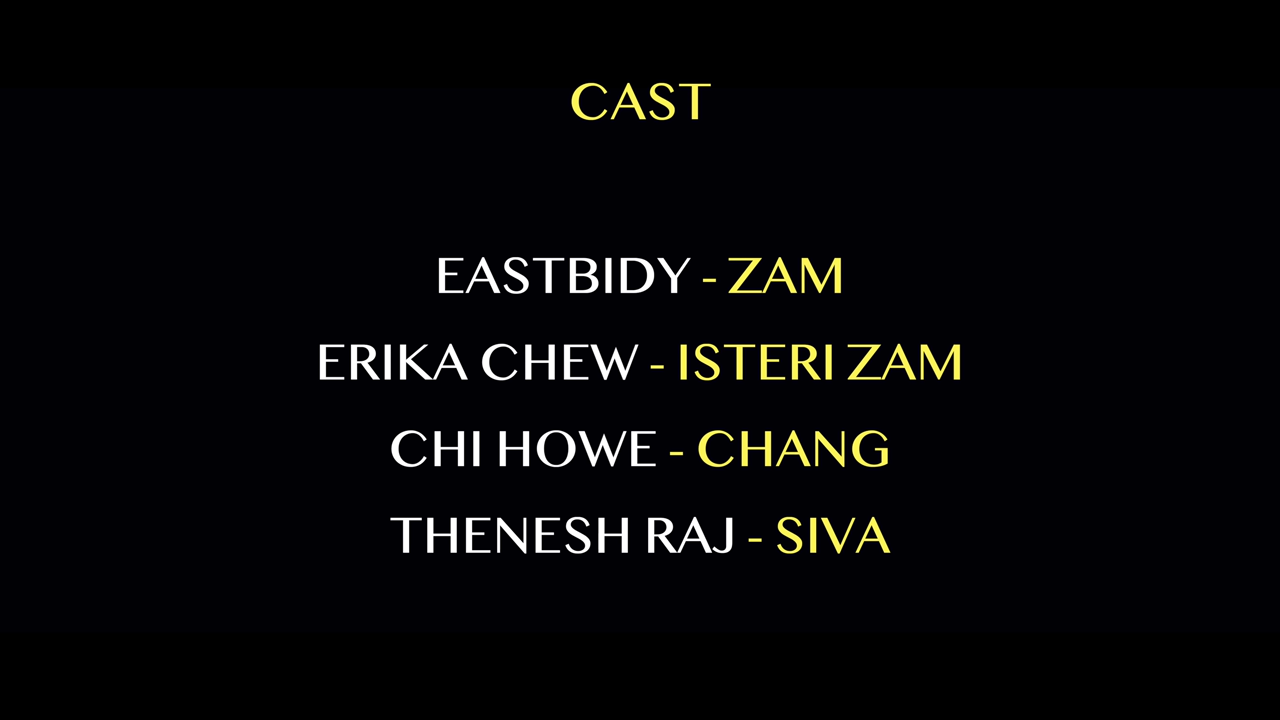 CAST
EASTBIDY - ZAM
ERIKA CHEW - ISTERI ZAM
CHI HOWE - CHANG
THENESH RAJ - SIVA